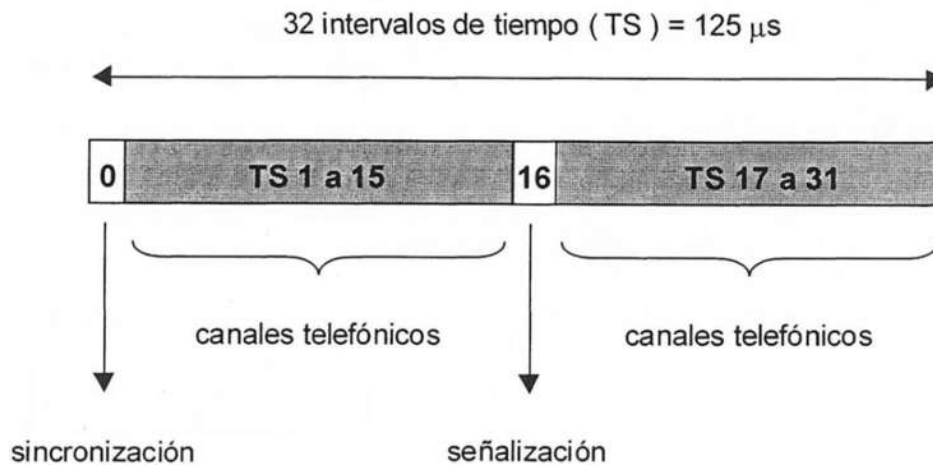 32 intervalos de tiempo ( TS ) = 125 μs
0 TS 1 a 15 16 TS 17 a 31
canales telefónicos canales telefónicos
sincronización señalización